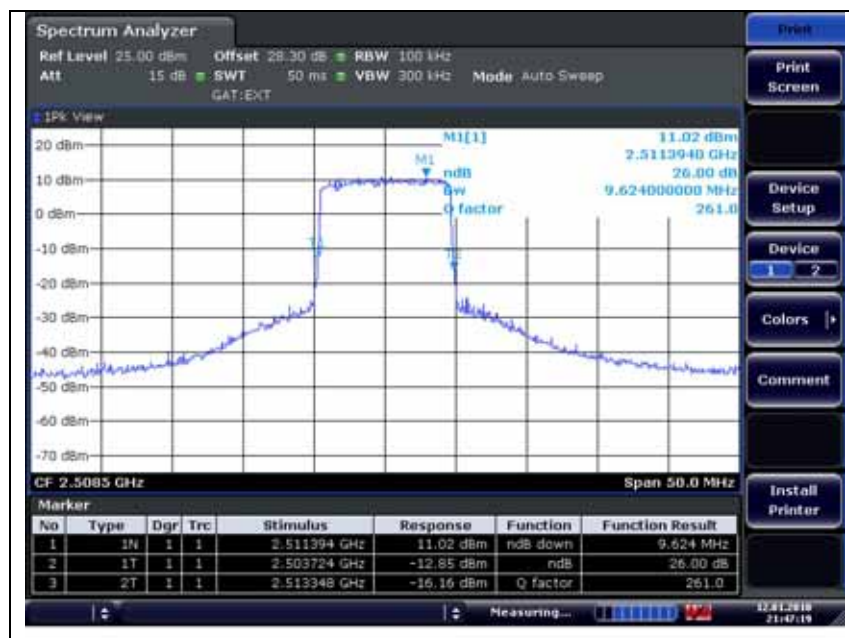 Spectrum Analyzer
Ref Level 25.00 dBm Offset 28.30 dB RBW 100 kHz
Att 15 dB SWT 50 ms VBW 300 kHz Mode Auto Sweep
GAT:EXT
1Pk View
M1[1] 11.02 dBm
2.5113940 GHz
ndB 26.00 dB
Bw 9.624000000 MHz
Q factor 261.0
M1
T1
T2
20 dBm
10 dBm
0 dBm
-10 dBm
-20 dBm
-30 dBm
-40 dBm
-50 dBm
-60 dBm
-70 dBm
CF 2.5085 GHz Span 50.0 MHz
Marker
No Type Dgr Trc Stimulus Response Function Function Result
1 1N 1 1 2.511394 GHz 11.02 dBm ndB down 9.624 MHz
2 1T 1 1 2.503724 GHz -12.85 dBm ndB 26.00 dB
3 2T 1 1 2.513348 GHz -16.16 dBm Q factor 261.0
Measuring...
12.01.2010
21:47:19
Print
Print Screen
Device Setup
Device
1 2
Colors
Comment
Install Printer